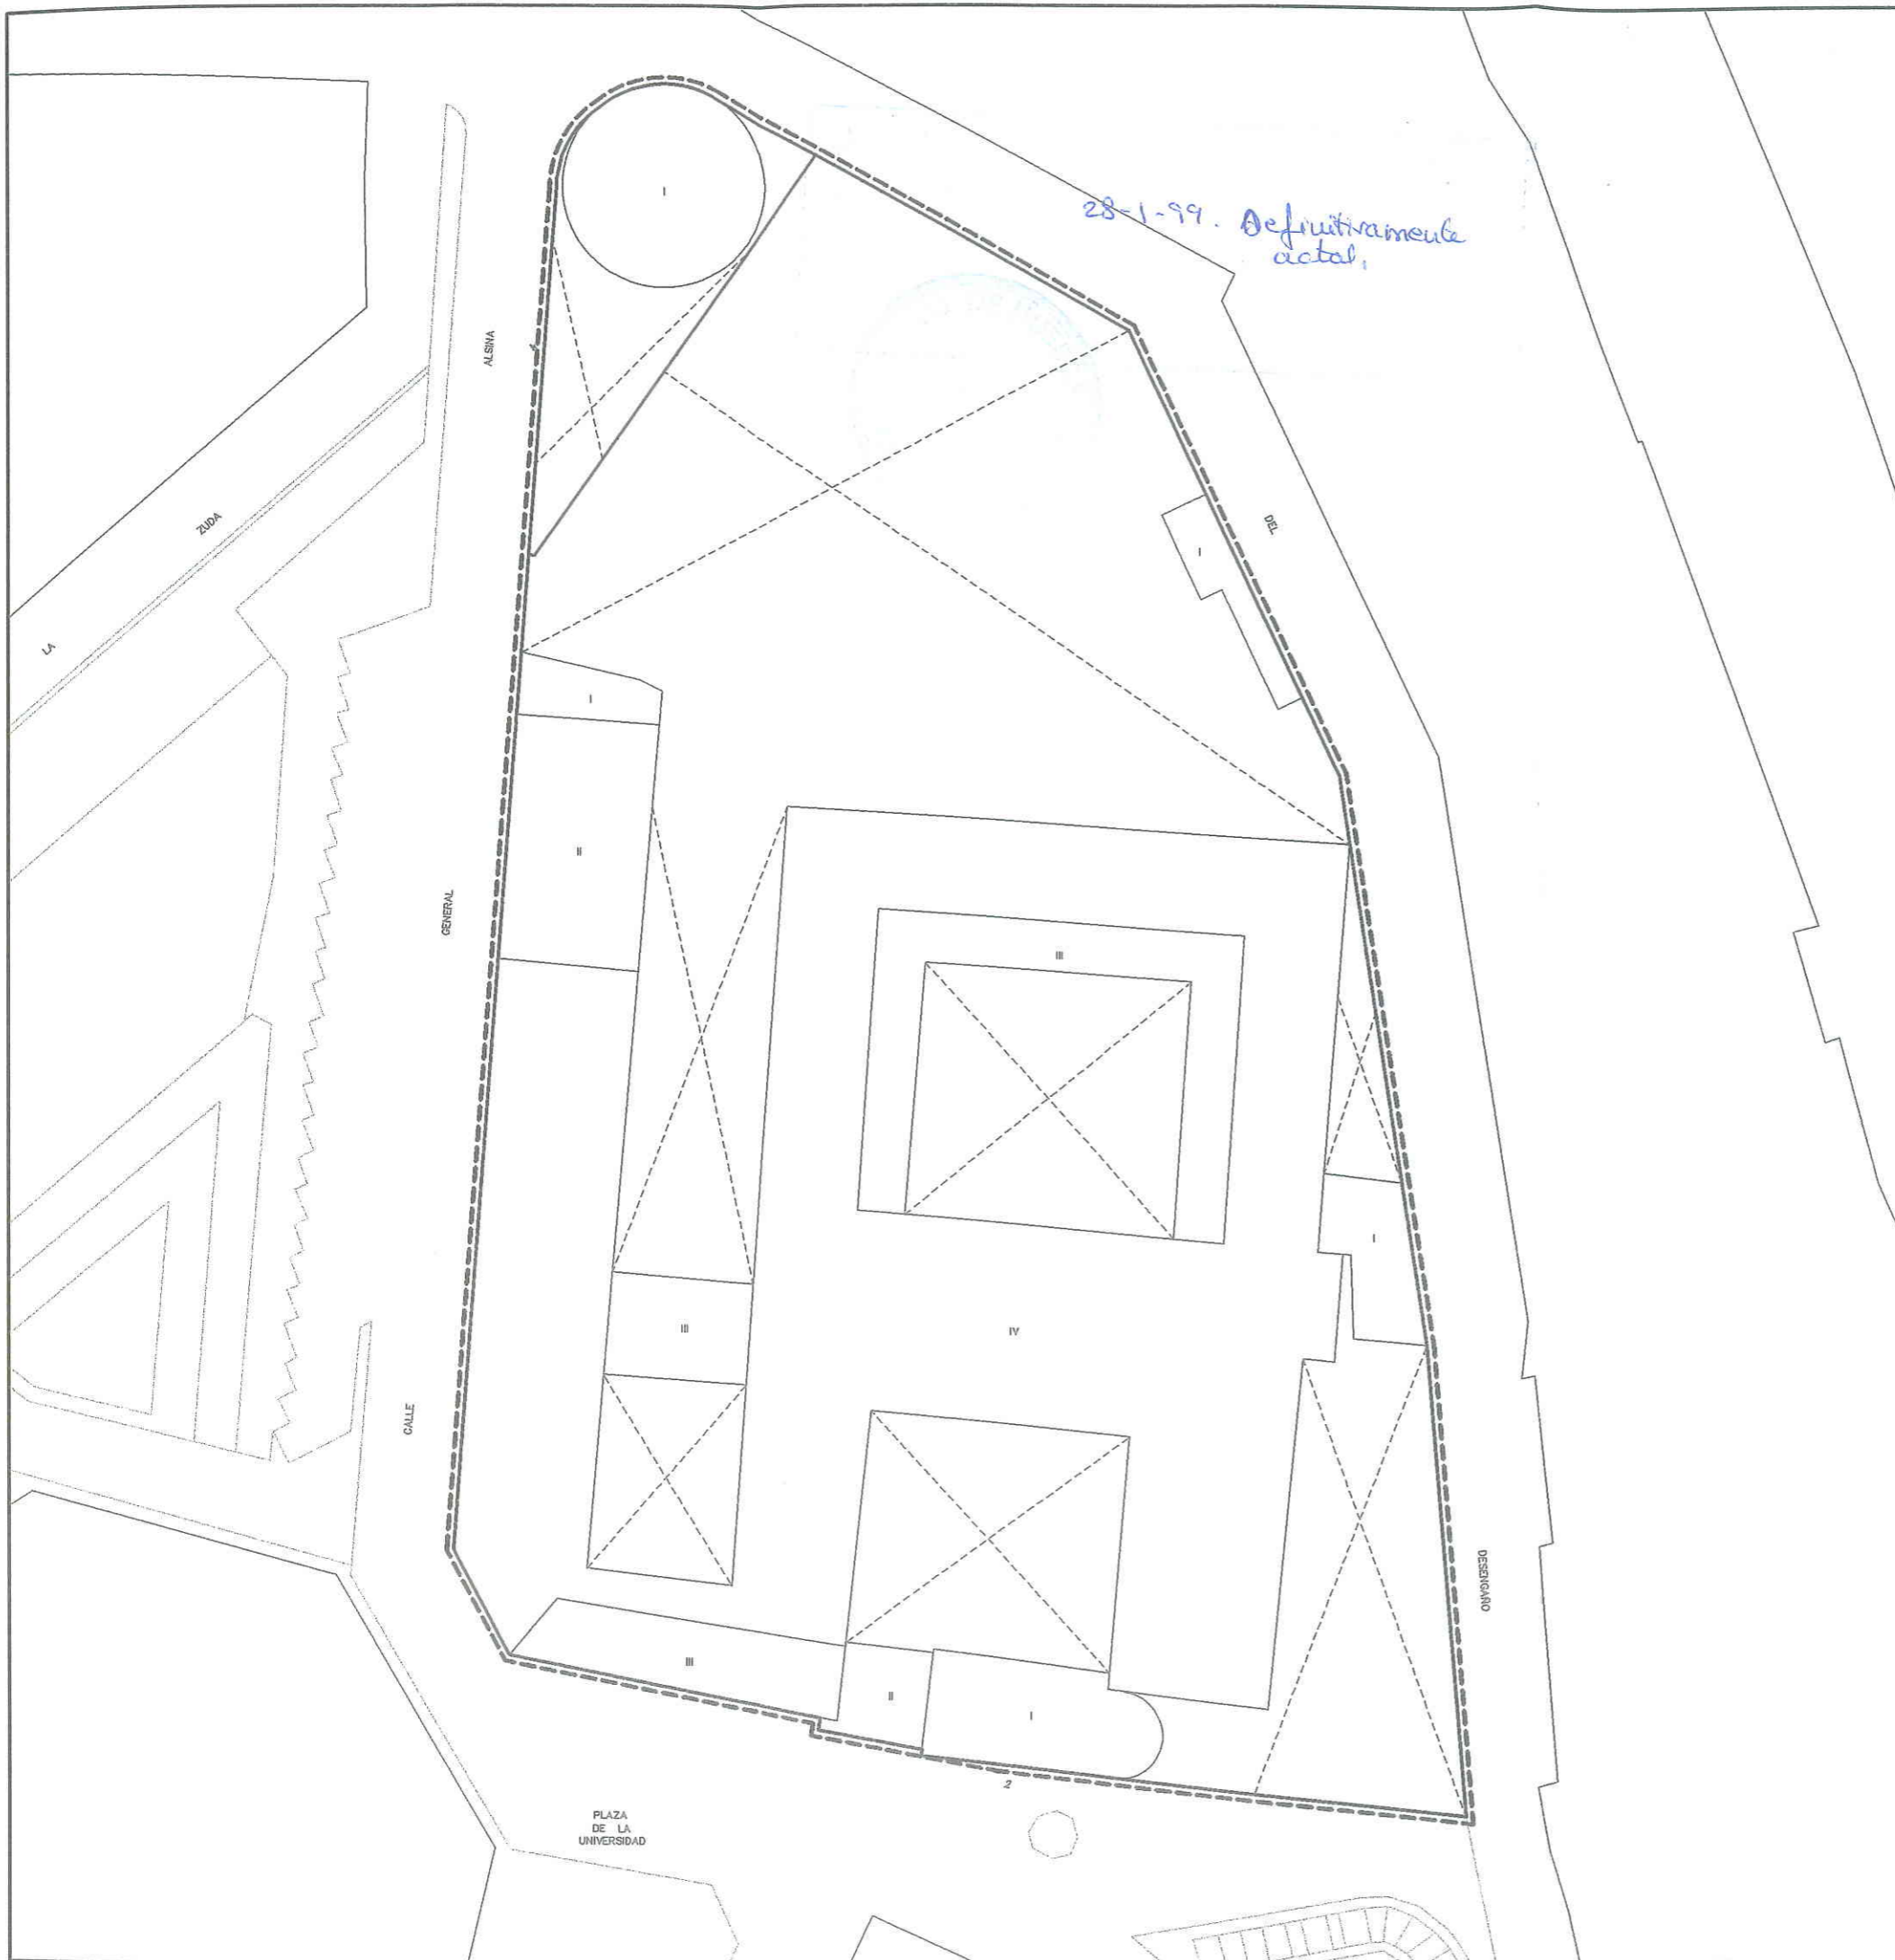 28-1-99. Definitivamente
actal,
I
ALSINA
4
ZUDA
DEL
I
LA
I
II
GENERAL
III
I
III
IV
CALLE
DESENGAÑO
III
II
I
2
PLAZA
DE LA
UNIVERSIDAD